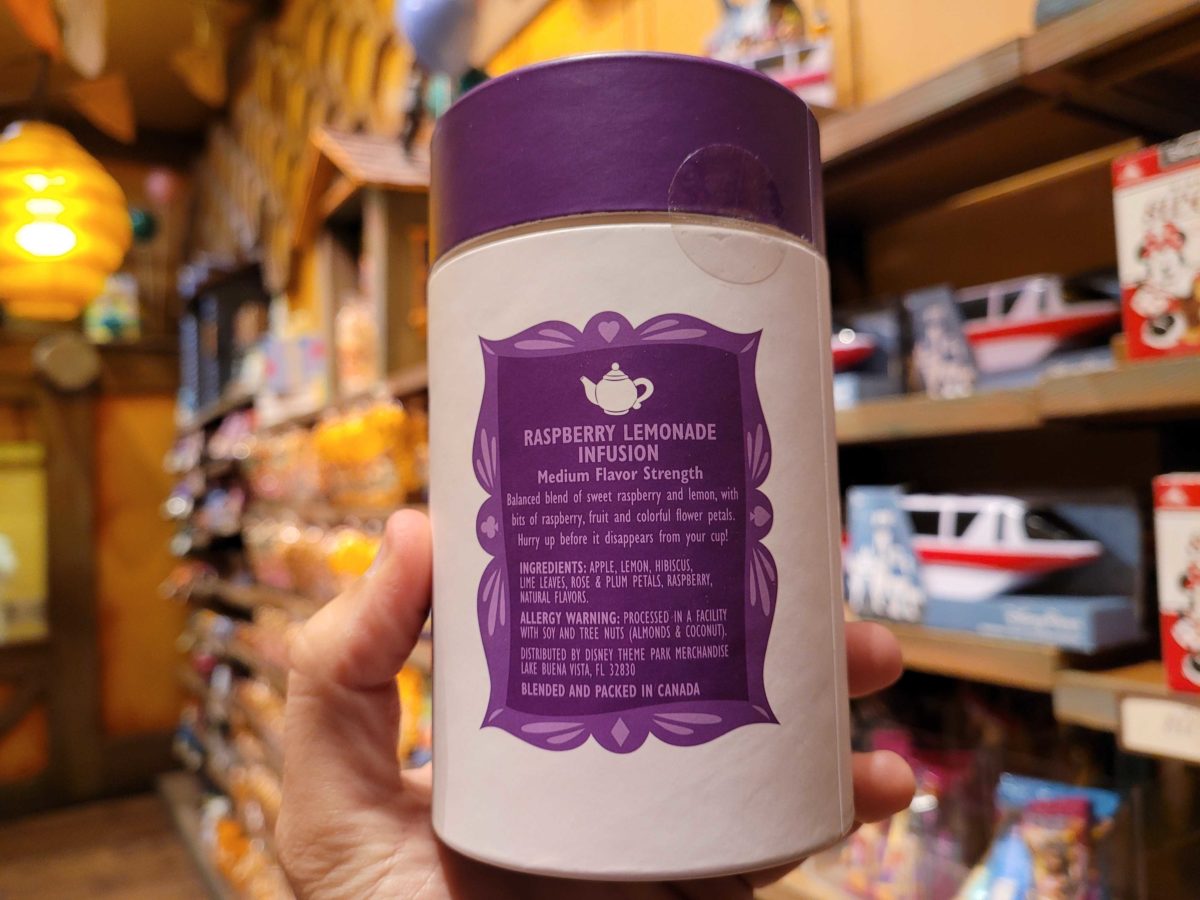 RASPBERRY LEMONADE
INFUSION
Medium Flavor Strength
Balanced blend of sweet raspberry and lemon, with
bits of raspberry, fruit and colorful flower petals.
Hurry up before it disappears from your cup!
INGREDIENTS: APPLE, LEMON, HIBISCUS,
LIME LEAVES, ROSE & PLUM PETALS, RASPBERRY,
NATURAL FLAVORS.
ALLERGY WARNING: PROCESSED IN A FACILITY
WITH SOY AND TREE NUTS (ALMONDS & COCONUT).
DISTRIBUTED BY DISNEY THEME PARK MERCHANDISE
LAKE BUENA VISTA, FL 32830
BLENDED AND PACKED IN CANADA